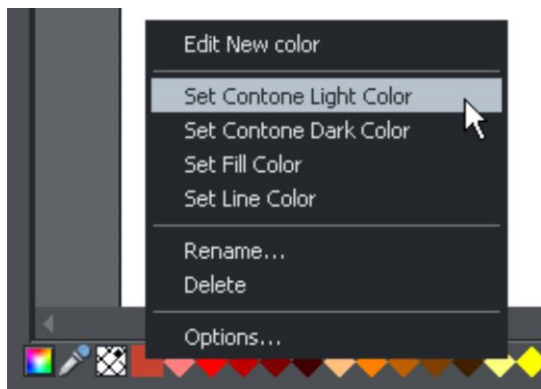 Edit New color
Set Contone Light Color
Set Contone Dark Color
Set Fill Color
Set Line Color
Rename...
Delete
Options...